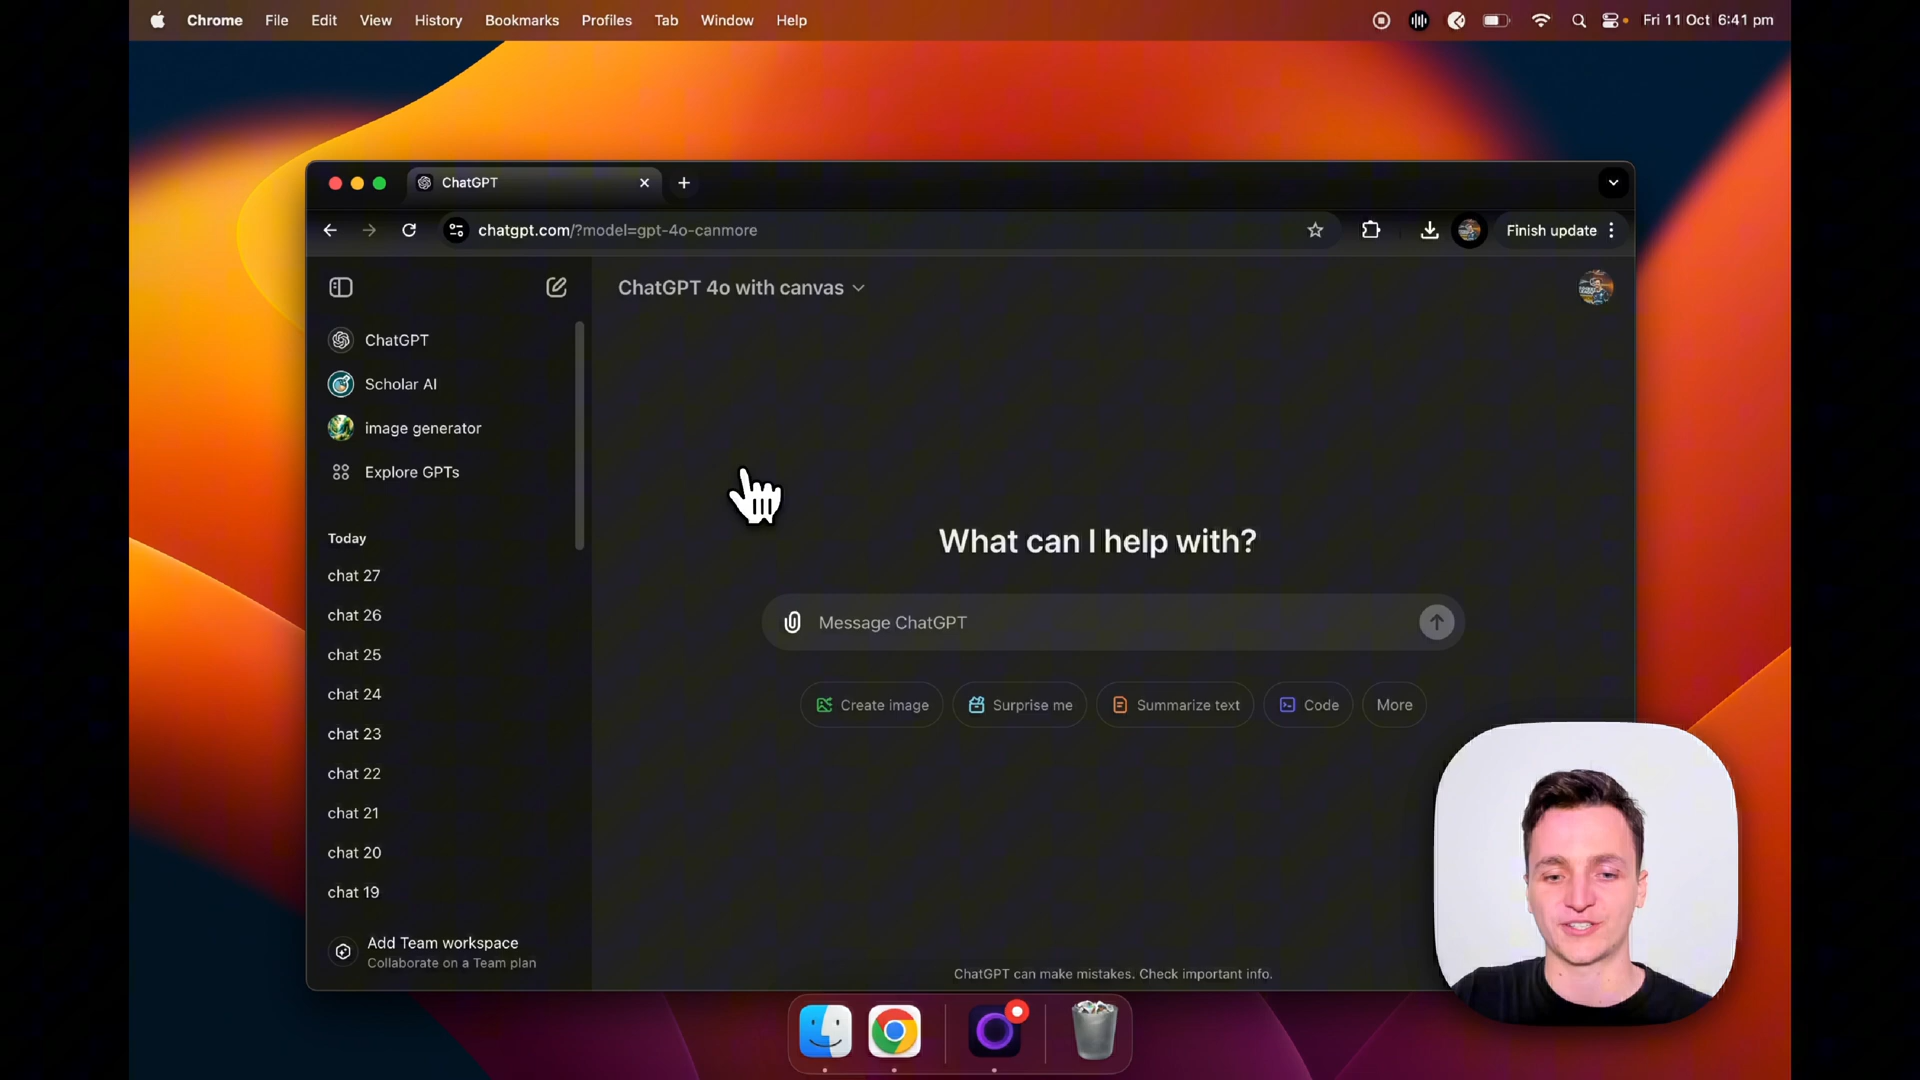 Chrome File Edit View History Bookmarks Profiles Tab Window Help Fri 11 Oct 6:41 pm
ChatGPT
chatgpt.com/?model=gpt-4o-canmore Finish update
ChatGPT 4o with canvas
ChatGPT
Scholar AI
image generator
Explore GPTs
Today
chat 27
chat 26
chat 25
chat 24
chat 23
chat 22
chat 21
chat 20
chat 19
Add Team workspace
Collaborate on a Team plan
What can I help with?
Message ChatGPT
Create image Surprise me Summarize text Code More
ChatGPT can make mistakes. Check important info.